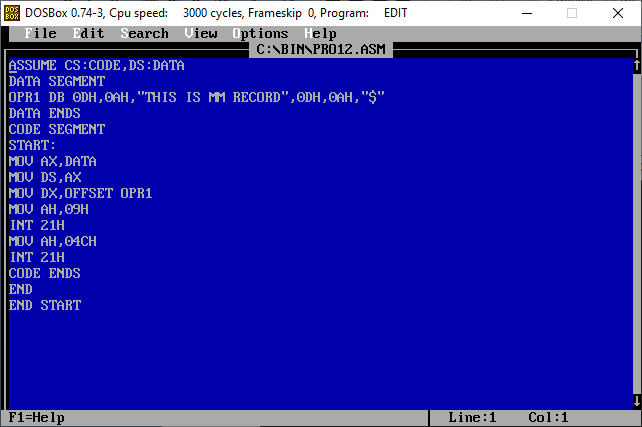 DOSBox 0.74-3, Cpu speed: 3000 cycles, Frameskip 0, Program: EDIT
File Edit Search View Options Help
C:\BIN\PRO12.ASM
ASSUME CS:CODE,DS:DATA
DATA SEGMENT
OPR1 DB 0DH,0AH,"THIS IS MM RECORD",0DH,0AH,"$"
DATA ENDS
CODE SEGMENT
START:
MOV AX,DATA
MOV DS,AX
MOV DX,OFFSET OPR1
MOV AH,09H
INT 21H
MOV AH,04CH
INT 21H
CODE ENDS
END
END START
F1=Help Line:1 Col:1